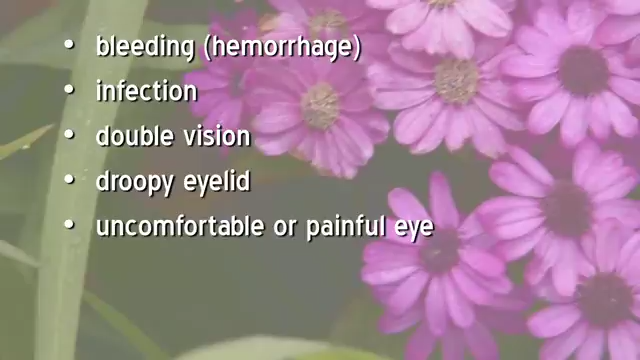 • bleeding (hemorrhage)
• infection
• double vision
• droopy eyelid
• uncomfortable or painful eye